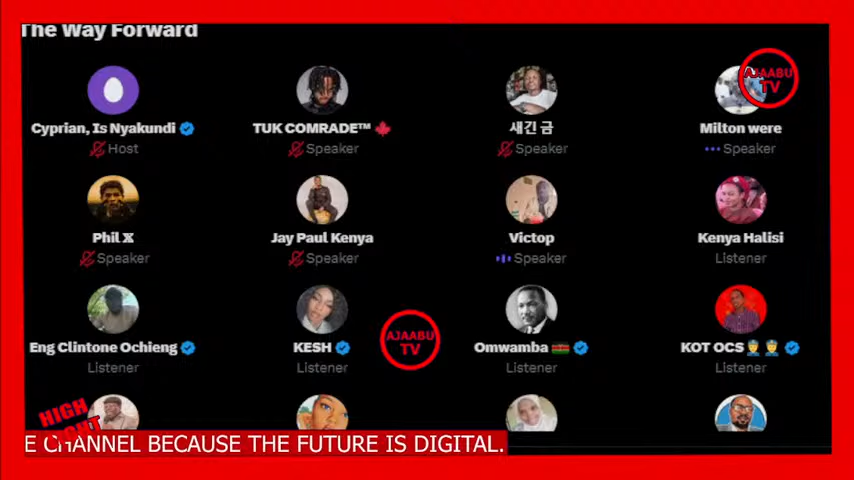 The Way Forward
AJAABU
TV
Cyprian, Is Nyakundi
TUK COMRADE™ 🍁
새긴 금
Milton were
Host
Speaker
Speaker
Speaker
Phil 𝕏
Jay Paul Kenya
Victop
Kenya Halisi
Speaker
Speaker
Speaker
Listener
AJAABU
TV
Eng Clintone Ochieng
KESH
Omwamba 🇰🇪
KOT OCS👮👮
Listener
Listener
Listener
Listener
HIGH
E CHANNEL BECAUSE THE FUTURE IS DIGITAL.